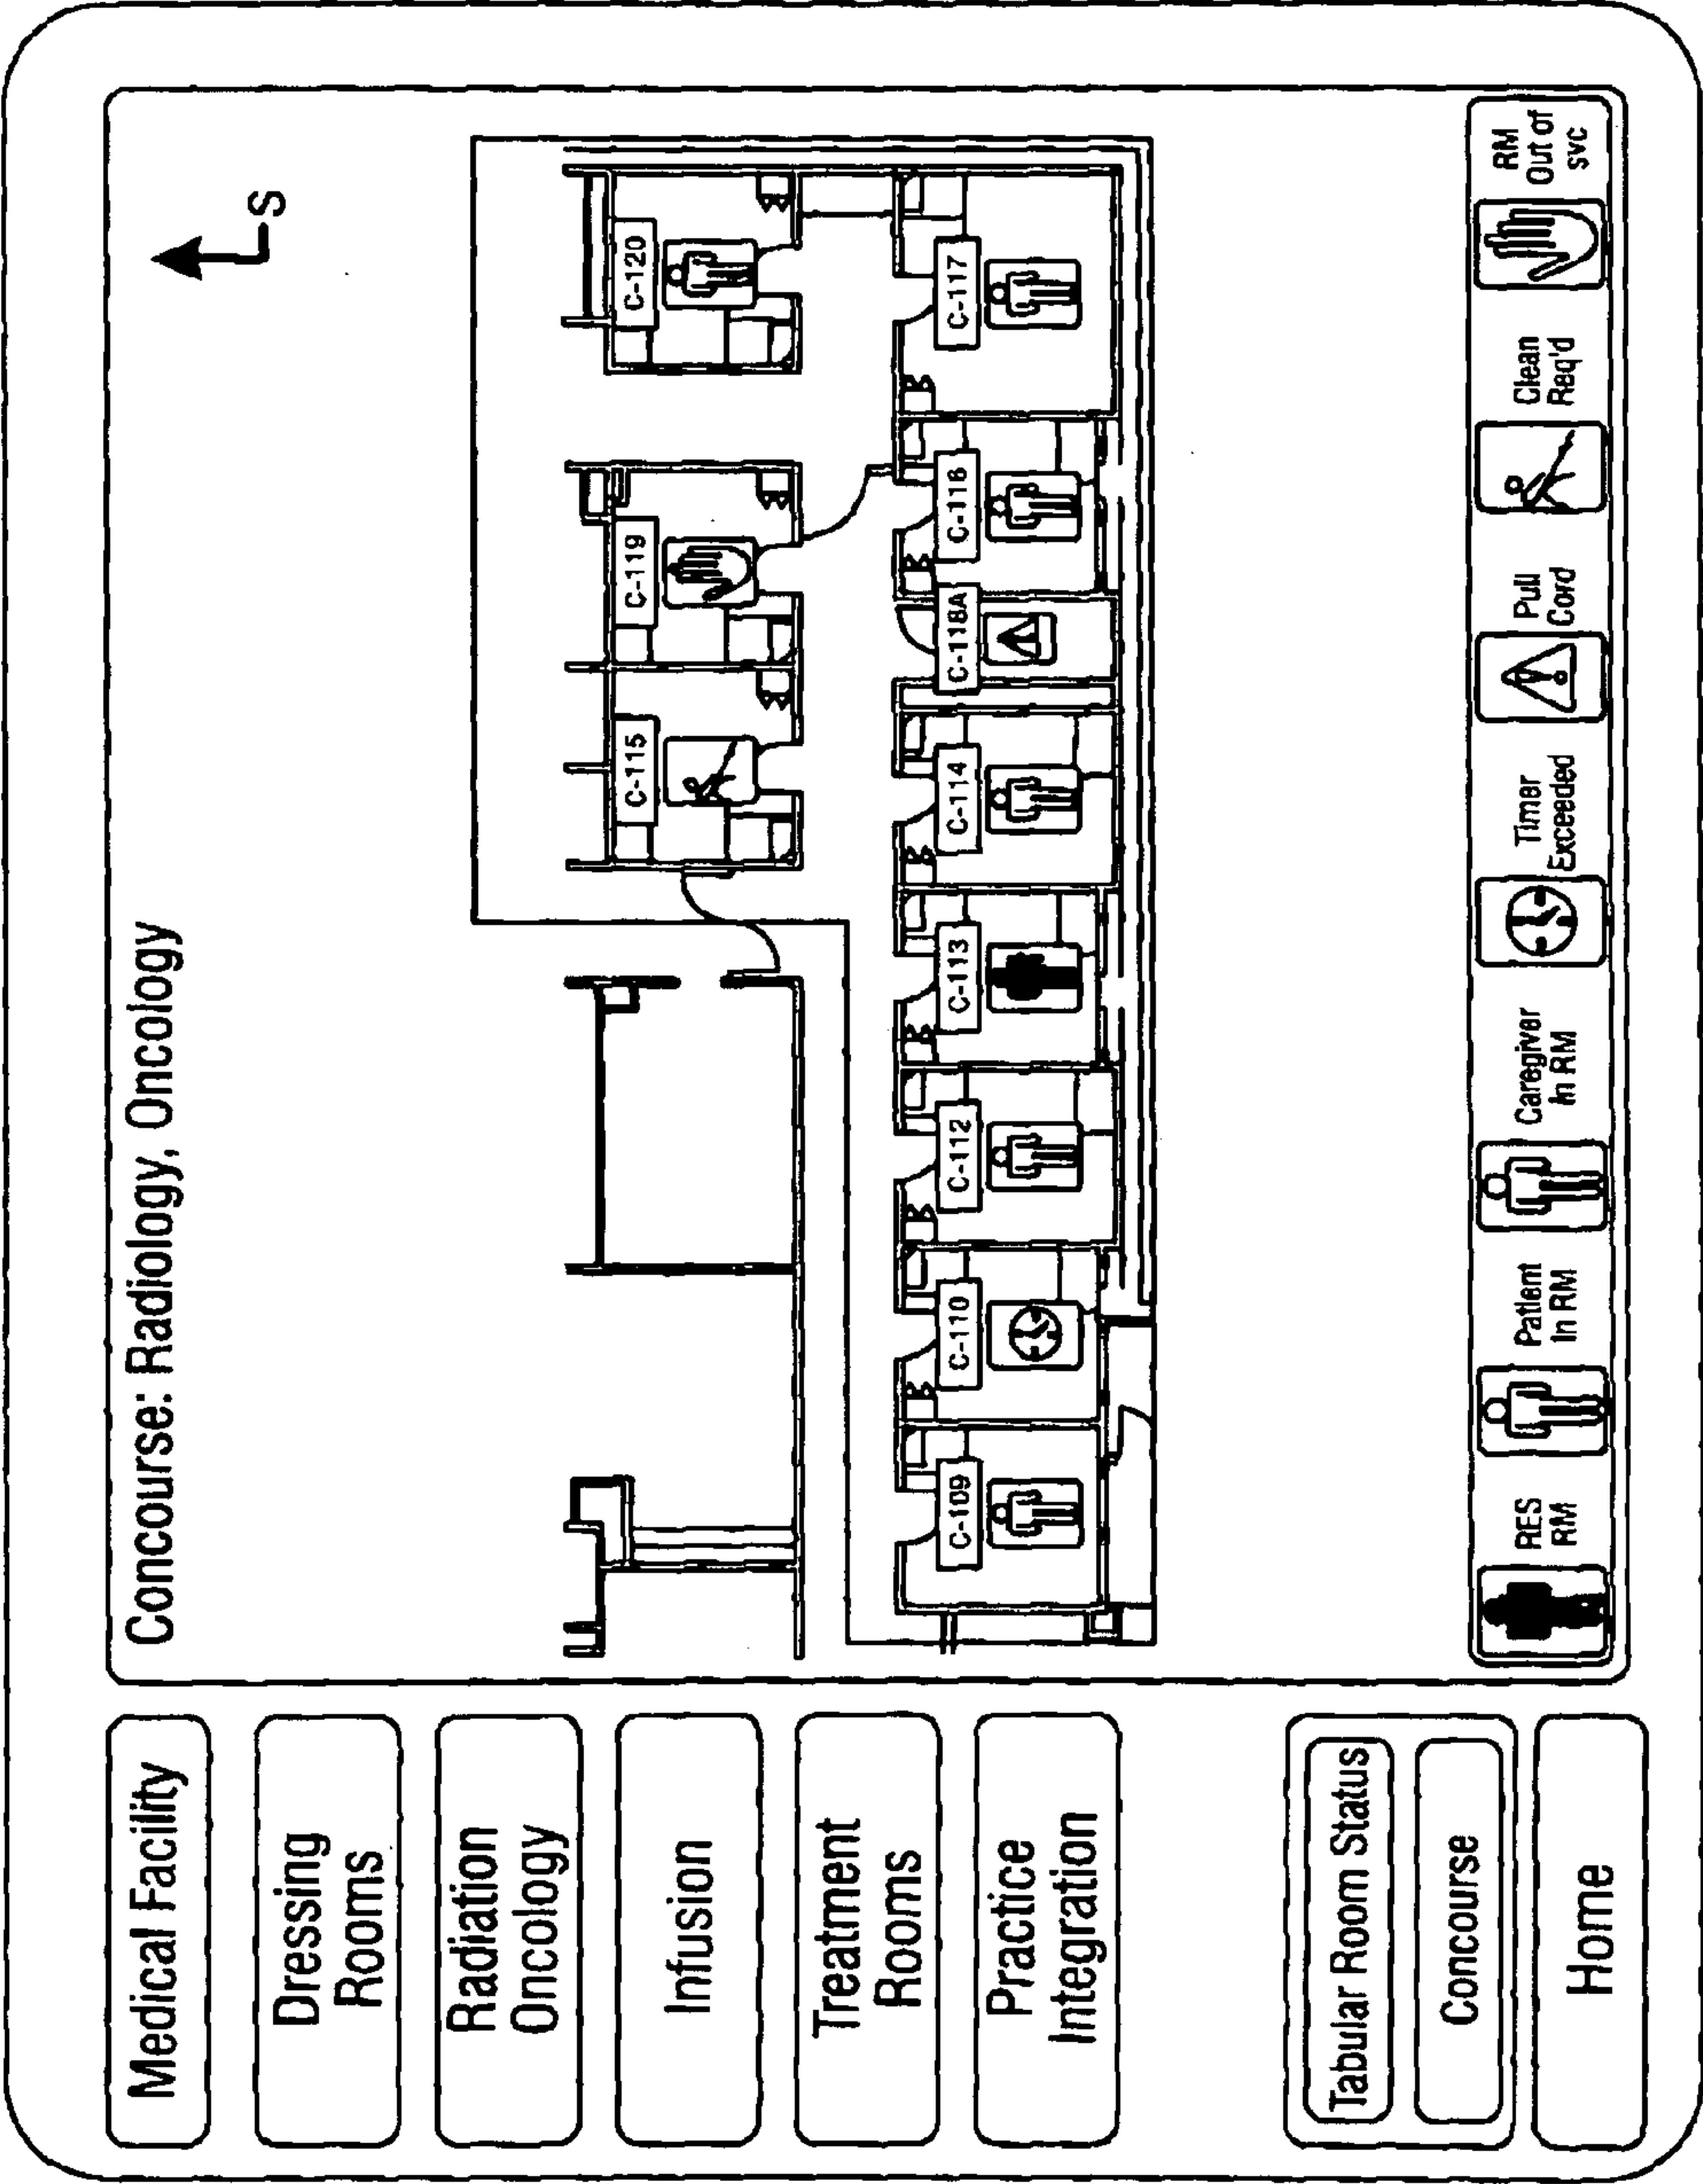 Medical Facility
Dressing
Rooms
Radiation
Oncology
Infusion
Treatment
Rooms
Practice
Integration
Tabular Room Status
Concourse
Home
Concourse: Radiology, Oncology
S
C-115
C-119
C-120
C-109
C-110
C-112
C-113
C-114
C-118A
C-116
C-117
RES
RM
Patient
In RM
Caregiver
In RM
Timer
Exceeded
Pull
Cord
Clean
Req'd
RM
Out of
svc